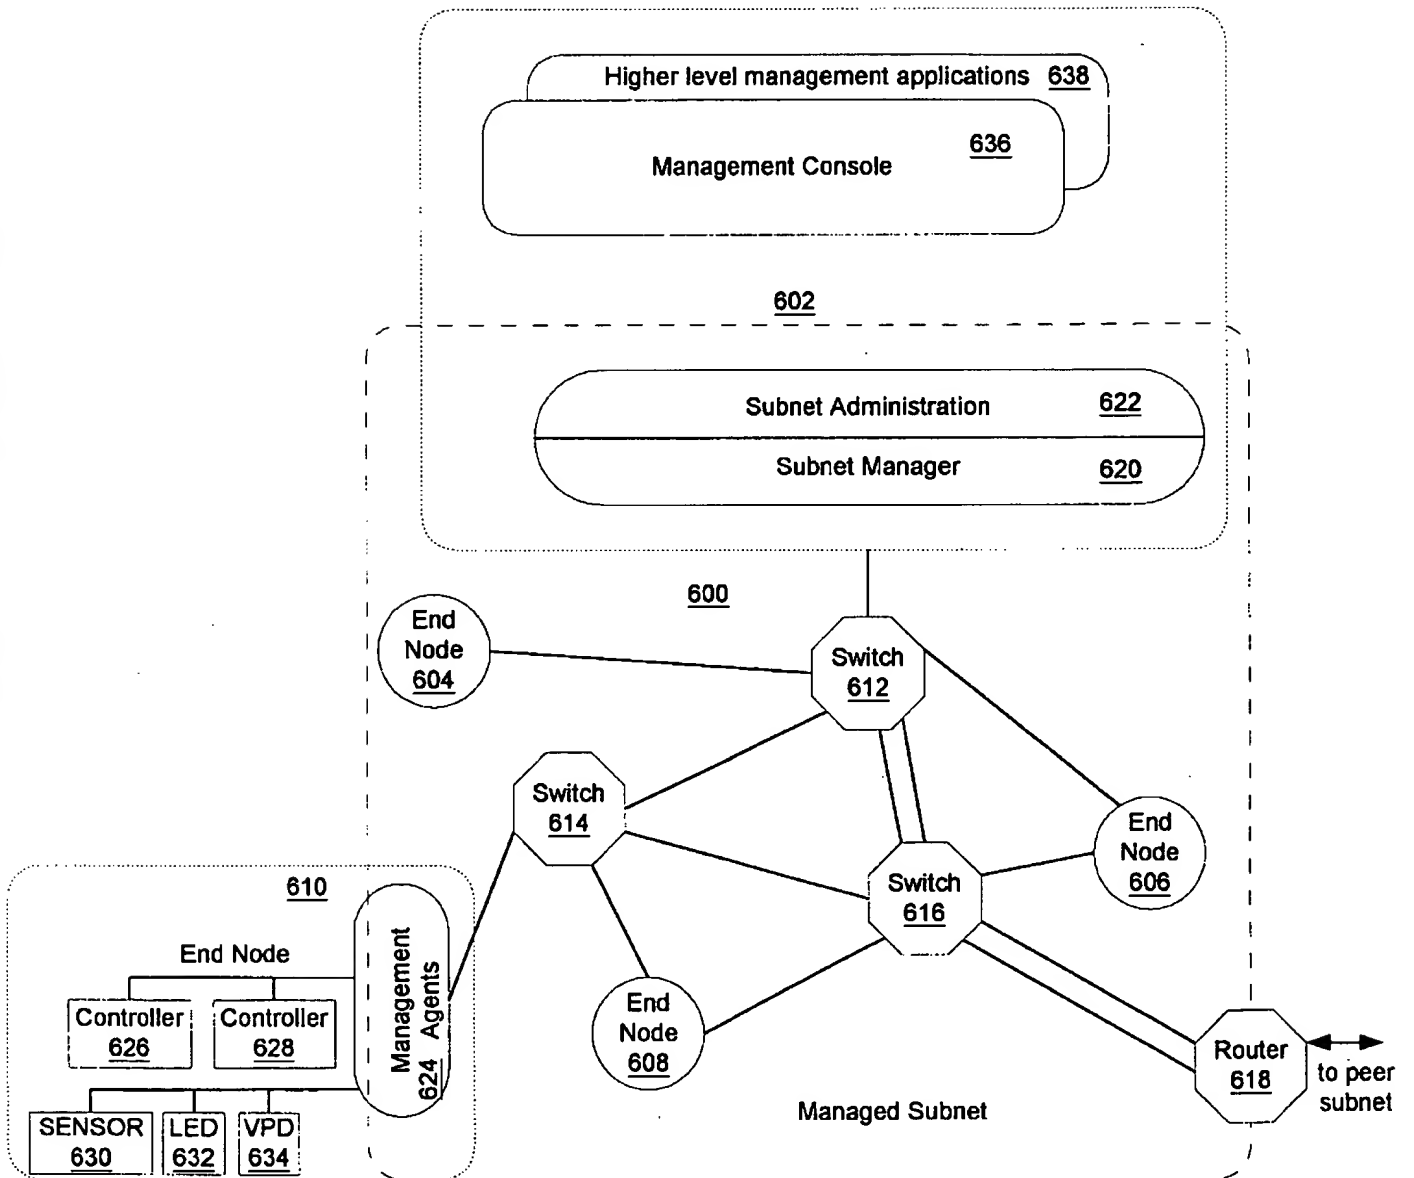 Higher level management applications 638
636
Management Console
602
Subnet Administration 622
Subnet Manager 620
600
End
Node
604
Switch
612
Switch
614
End
Node
606
Switch
616
610
End Node
Management
Agents
624
Controller
626
Controller
628
End
Node
608
Router
618
to peer
subnet
SENSOR
630
LED
632
VPD
634
Managed Subnet